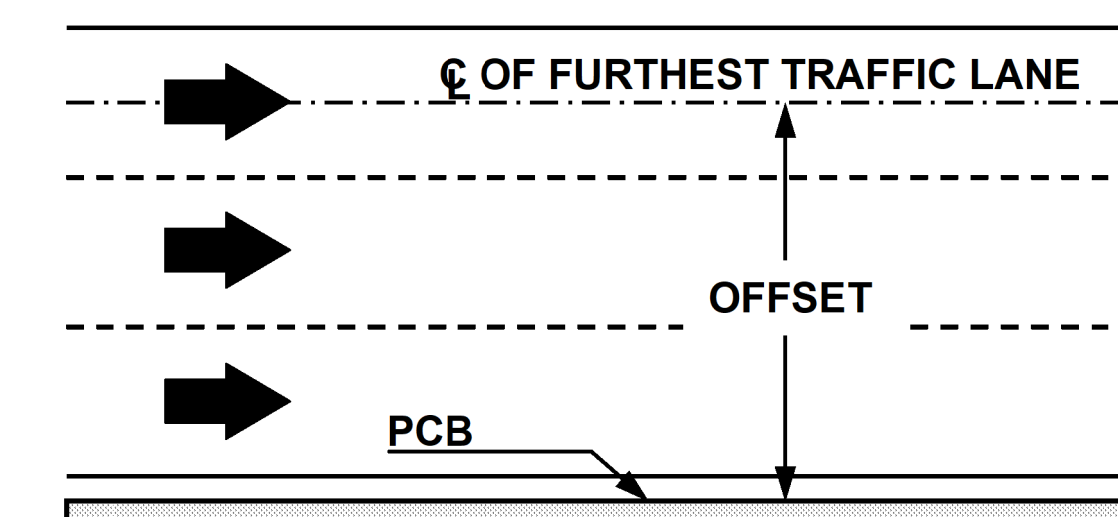 ℄ OF FURTHEST TRAFFIC LANE
OFFSET
PCB